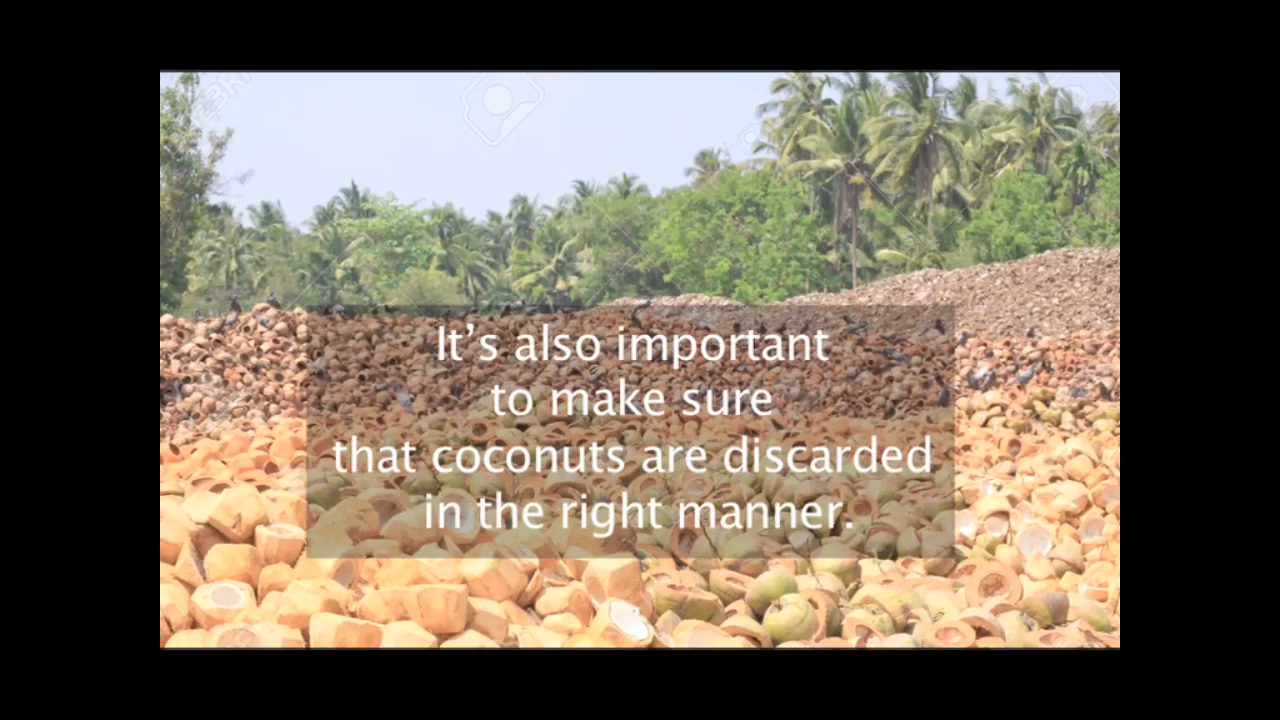 It's also important
to make sure
that coconuts are discarded
in the right manner.